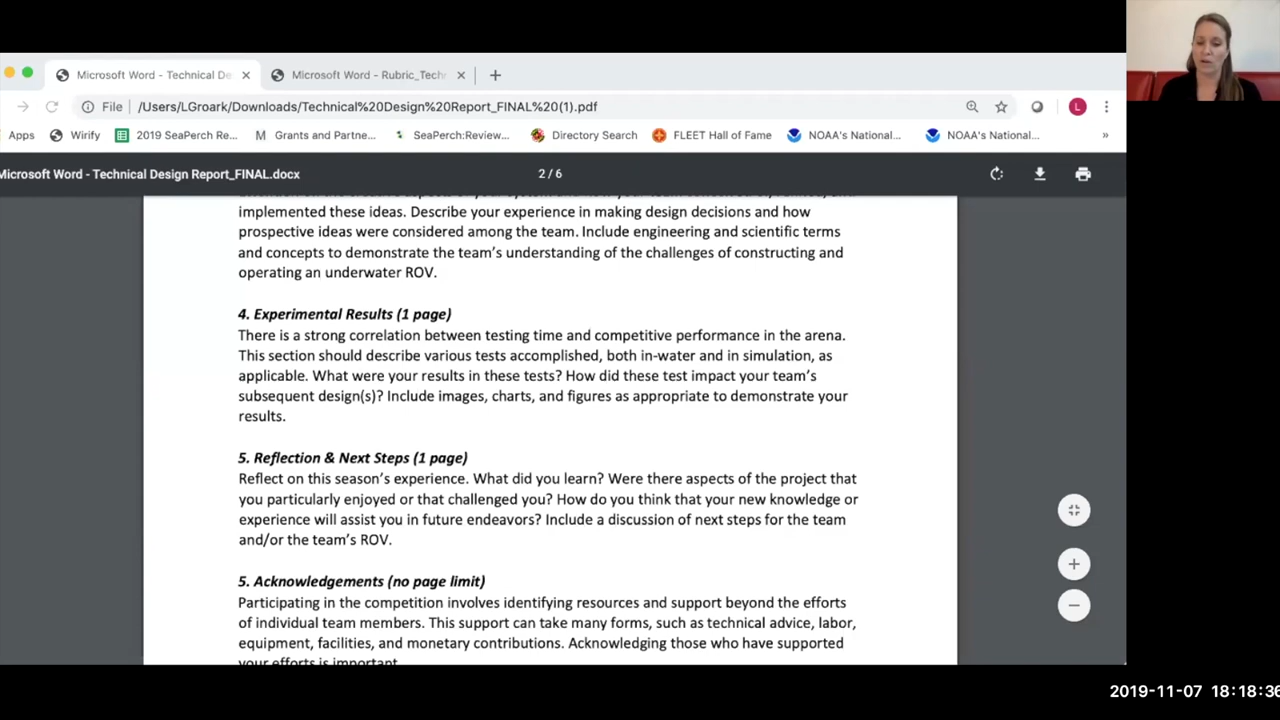 Microsoft Word - Technical De
Microsoft Word - Rubric_Tech
File
/Users/LGroark/Downloads/Technical%20Design%20Report_FINAL%20(1).pdf
L
Apps
Wirify
2019 SeaPerch Re...
Grants and Partne...
SeaPerch:Review...
Directory Search
FLEET Hall of Fame
NOAA's National...
NOAA's National...
»
Microsoft Word - Technical Design Report_FINAL.docx
2 / 6
implemented these ideas. Describe your experience in making design decisions and how
prospective ideas were considered among the team. Include engineering and scientific terms
and concepts to demonstrate the team's understanding of the challenges of constructing and
operating an underwater ROV.
4. Experimental Results (1 page)
There is a strong correlation between testing time and competitive performance in the arena.
This section should describe various tests accomplished, both in-water and in simulation, as
applicable. What were your results in these tests? How did these test impact your team's
subsequent design(s)? Include images, charts, and figures as appropriate to demonstrate your
results.
5. Reflection & Next Steps (1 page)
Reflect on this season's experience. What did you learn? Were there aspects of the project that
you particularly enjoyed or that challenged you? How do you think that your new knowledge or
experience will assist you in future endeavors? Include a discussion of next steps for the team
and/or the team's ROV.
5. Acknowledgements (no page limit)
Participating in the competition involves identifying resources and support beyond the efforts
of individual team members. This support can take many forms, such as technical advice, labor,
equipment, facilities, and monetary contributions. Acknowledging those who have supported
your efforts is important.
2019-11-07 18:18:36